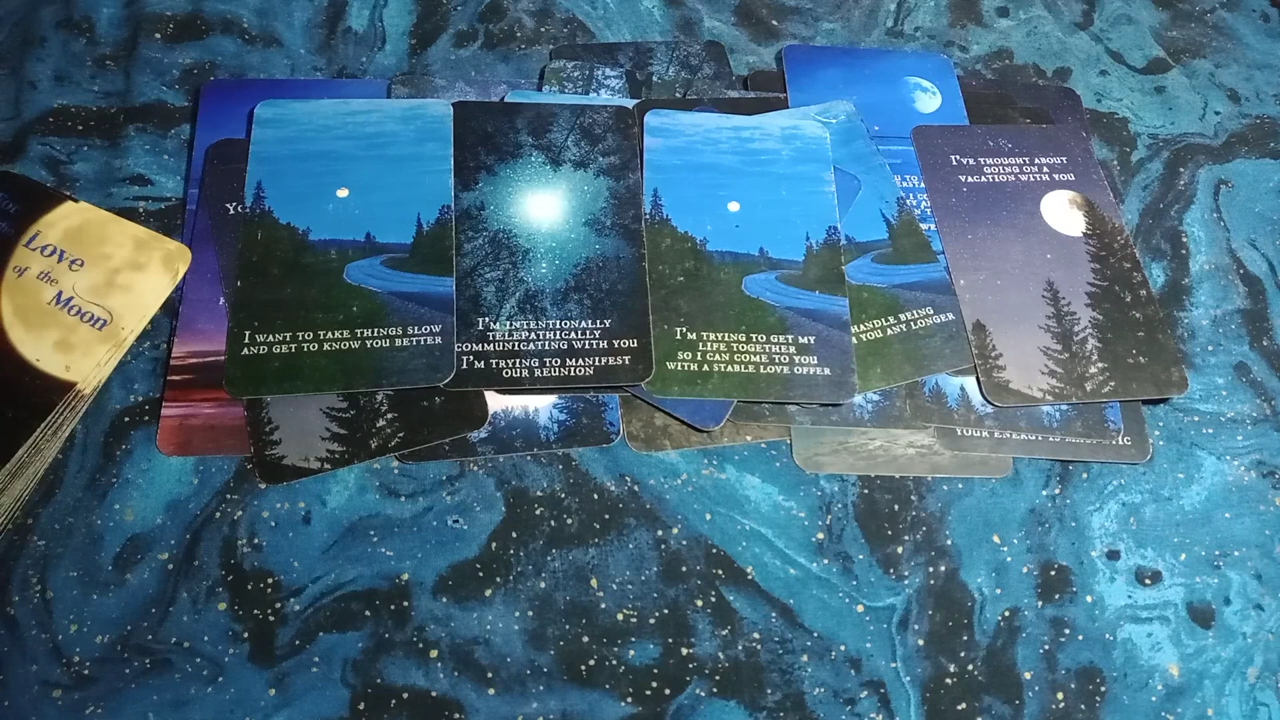 Love
of the
Moon
I WANT TO TAKE THINGS SLOW
AND GET TO KNOW YOU BETTER
I'M INTENTIONALLY
TELEPATHICALLY
COMMUNICATING WITH YOU
I'M TRYING TO MANIFEST
OUR REUNION
I'M TRYING TO GET MY
LIFE TOGETHER
SO I CAN COME TO YOU
WITH A STABLE LOVE OFFER
HANDLE BEING
YOU ANY LONGER
I'VE THOUGHT ABOUT
GOING ON A
VACATION WITH YOU
YOUR ENERGY IS